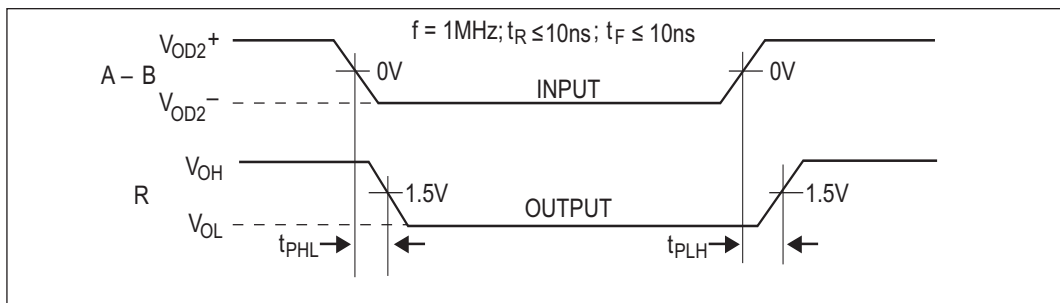 f = 1MHz; tR ≤ 10ns; tF ≤ 10ns
VOD2+
A – B
0V
0V
INPUT
VOD2–
VOH
R
1.5V
1.5V
OUTPUT
VOL
tPHL
tPLH